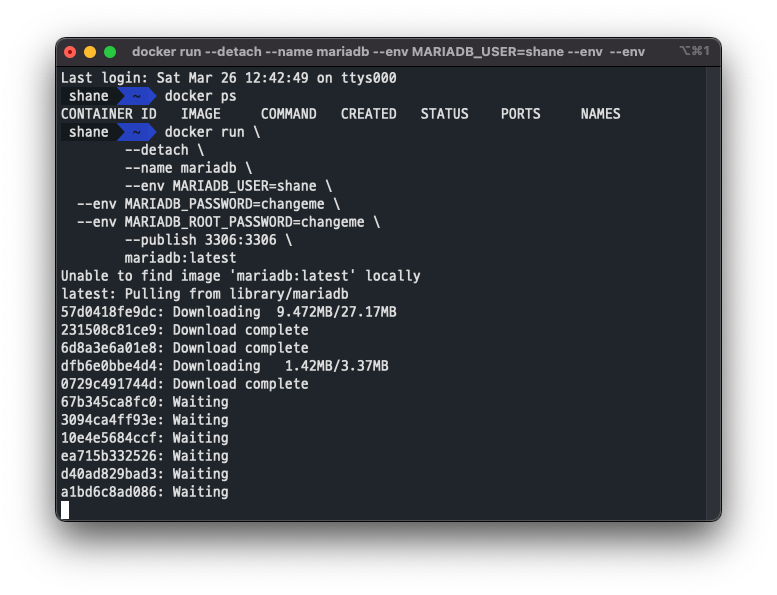 docker run --detach --name mariadb --env MARIADB_USER=shane --env  --env ⌥⌘1
Last login: Sat Mar 26 12:42:49 on ttys000
shane ~ docker ps
CONTAINER ID   IMAGE     COMMAND   CREATED   STATUS    PORTS     NAMES
shane ~ docker run \
        --detach \
        --name mariadb \
        --env MARIADB_USER=shane \
  --env MARIADB_PASSWORD=changeme \
  --env MARIADB_ROOT_PASSWORD=changeme \
        --publish 3306:3306 \
        mariadb:latest
Unable to find image 'mariadb:latest' locally
latest: Pulling from library/mariadb
57d0418fe9dc: Downloading  9.472MB/27.17MB
231508c81ce9: Download complete
6d8a3e6a01e8: Download complete
dfb6e0bbe4d4: Downloading   1.42MB/3.37MB
0729c491744d: Download complete
67b345ca8fc0: Waiting
3094ca4ff93e: Waiting
10e4e5684ccf: Waiting
ea715b332526: Waiting
d40ad829bad3: Waiting
a1bd6c8ad086: Waiting